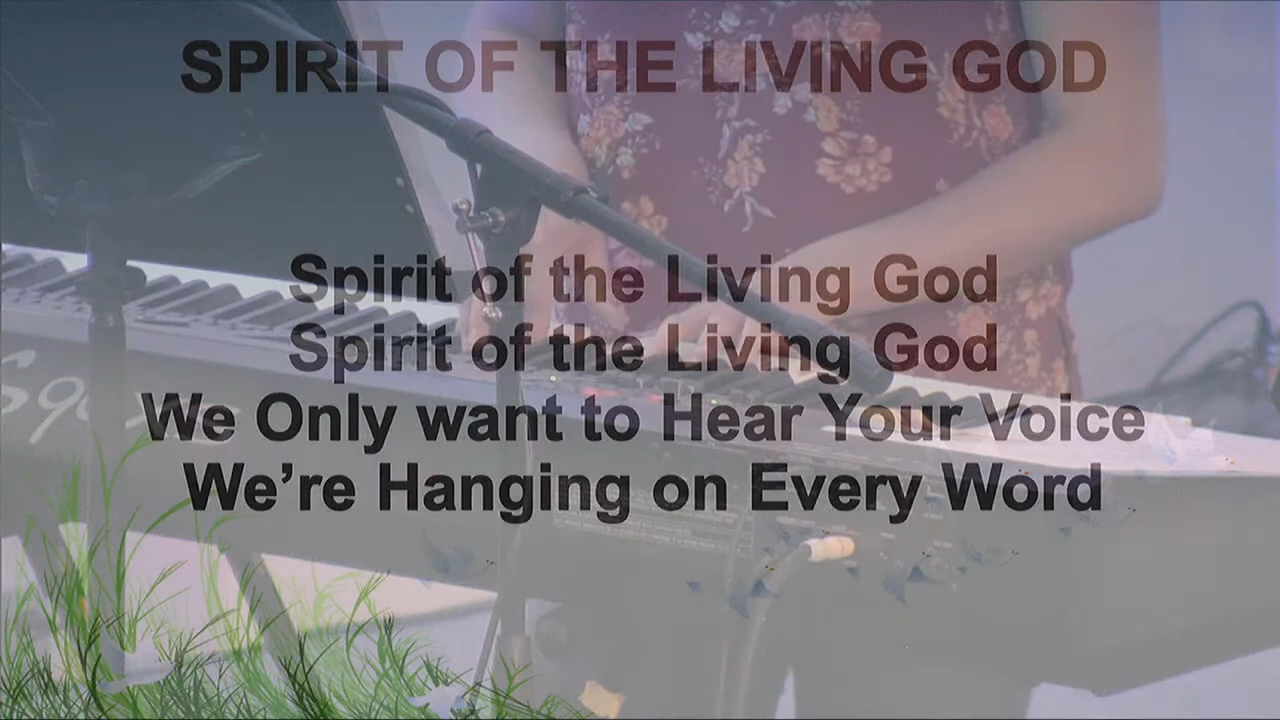 SPIRIT OF THE LIVING GOD
Spirit of the Living God
Spirit of the Living God
We Only want to Hear Your Voice
We’re Hanging on Every Word
S90